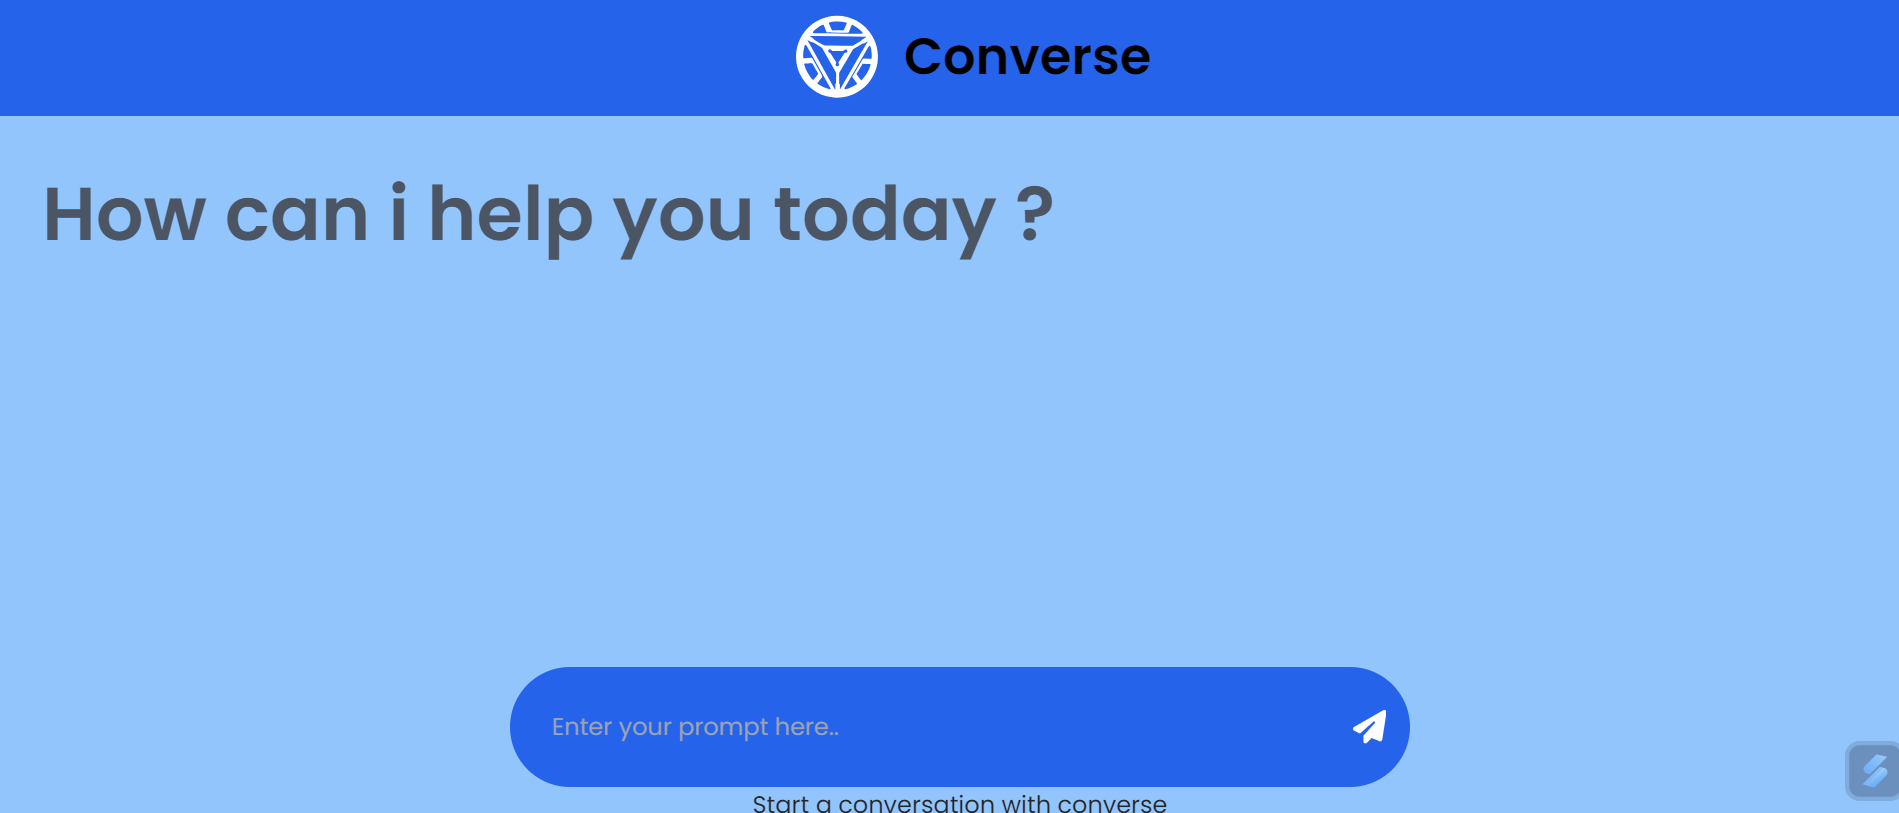 Converse
How can i help you today ?
Enter your prompt here..
Start a conversation with converse